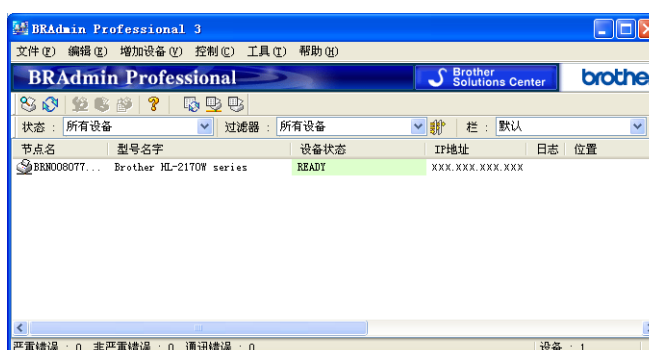 BRAdmin Professional 3
文件(F) 编辑(E) 增加设备(V) 控制(C) 工具(T) 帮助(H)
BRAdmin Professional Brother Solutions Center brothe
状态 : 所有设备 过滤器 : 所有设备 栏 : 默认
节点名 型号名字 设备状态 IP地址 日志 位置
BRN008077... Brother HL-2170W series READY XXX.XXX.XXX.XXX
严重错误 : 0 非严重错误 : 0 通讯错误 : 0 设备 : 1